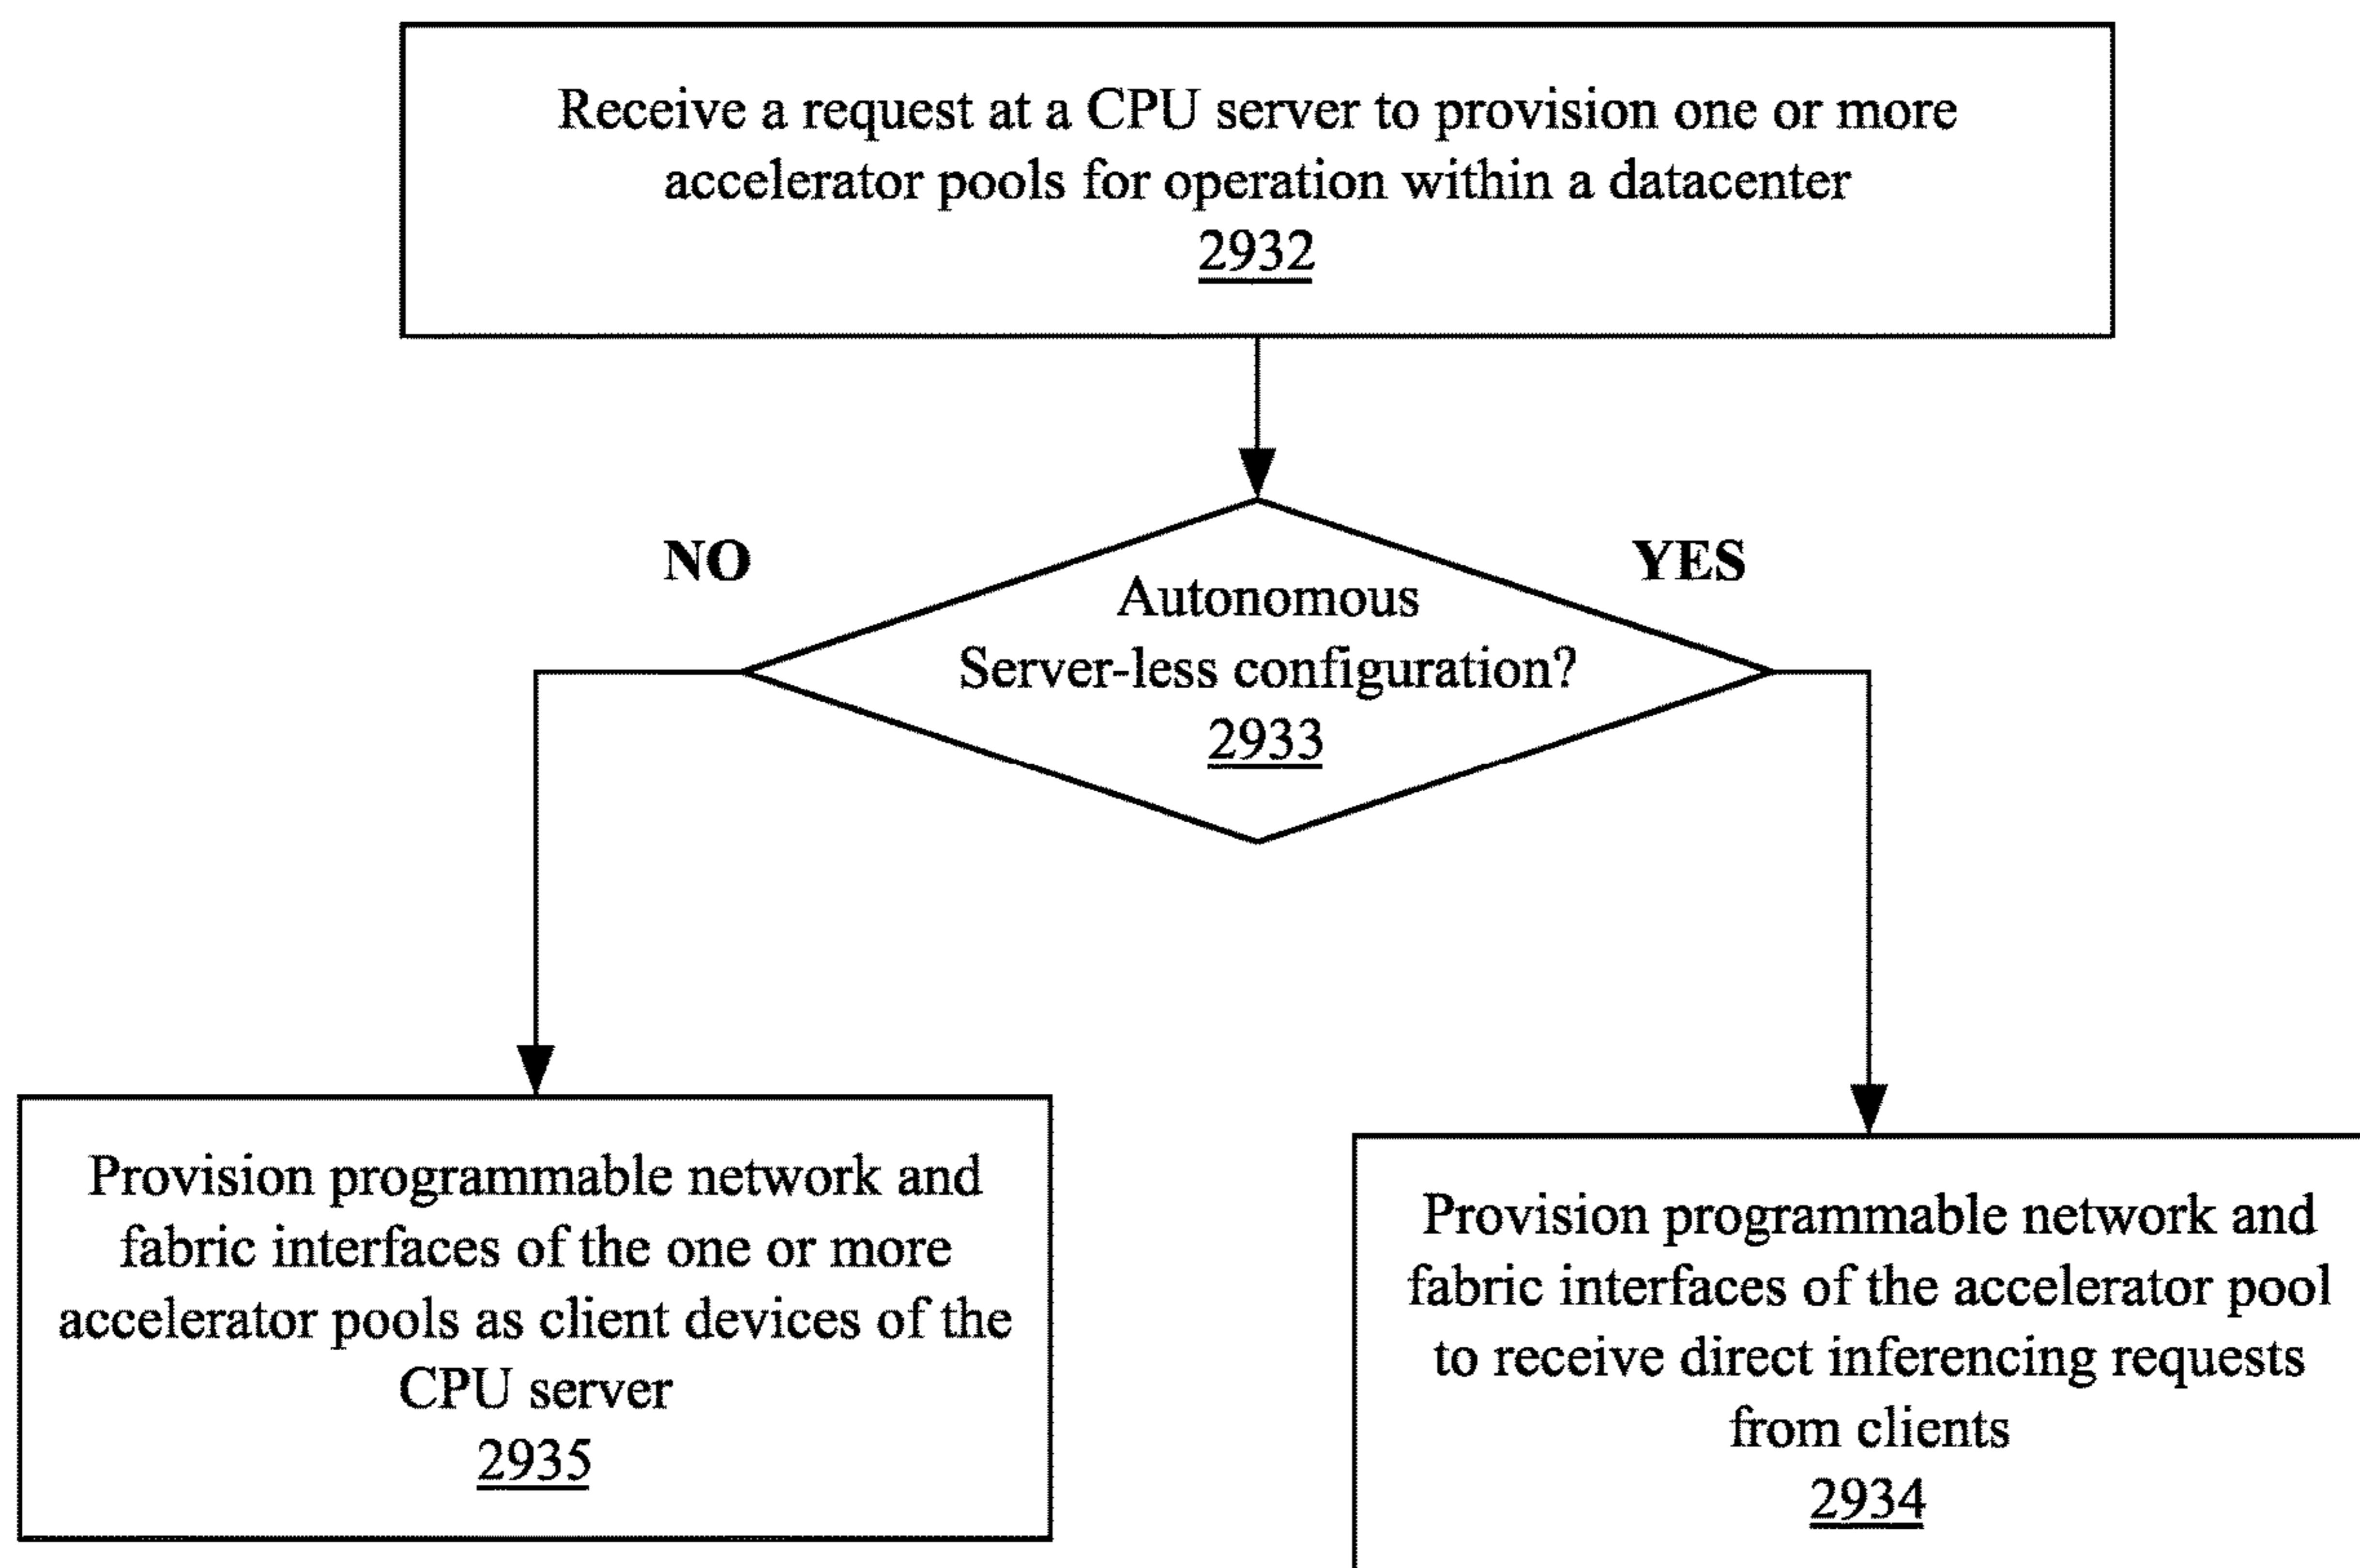 Receive a request at a CPU server to provision one or more
accelerator pools for operation within a datacenter
2932
NO
YES
Autonomous
Server-less configuration?
2933
Provision programmable network and
fabric interfaces of the one or more
accelerator pools as client devices of the
CPU server
2935
Provision programmable network and
fabric interfaces of the accelerator pool
to receive direct inferencing requests
from clients
2934